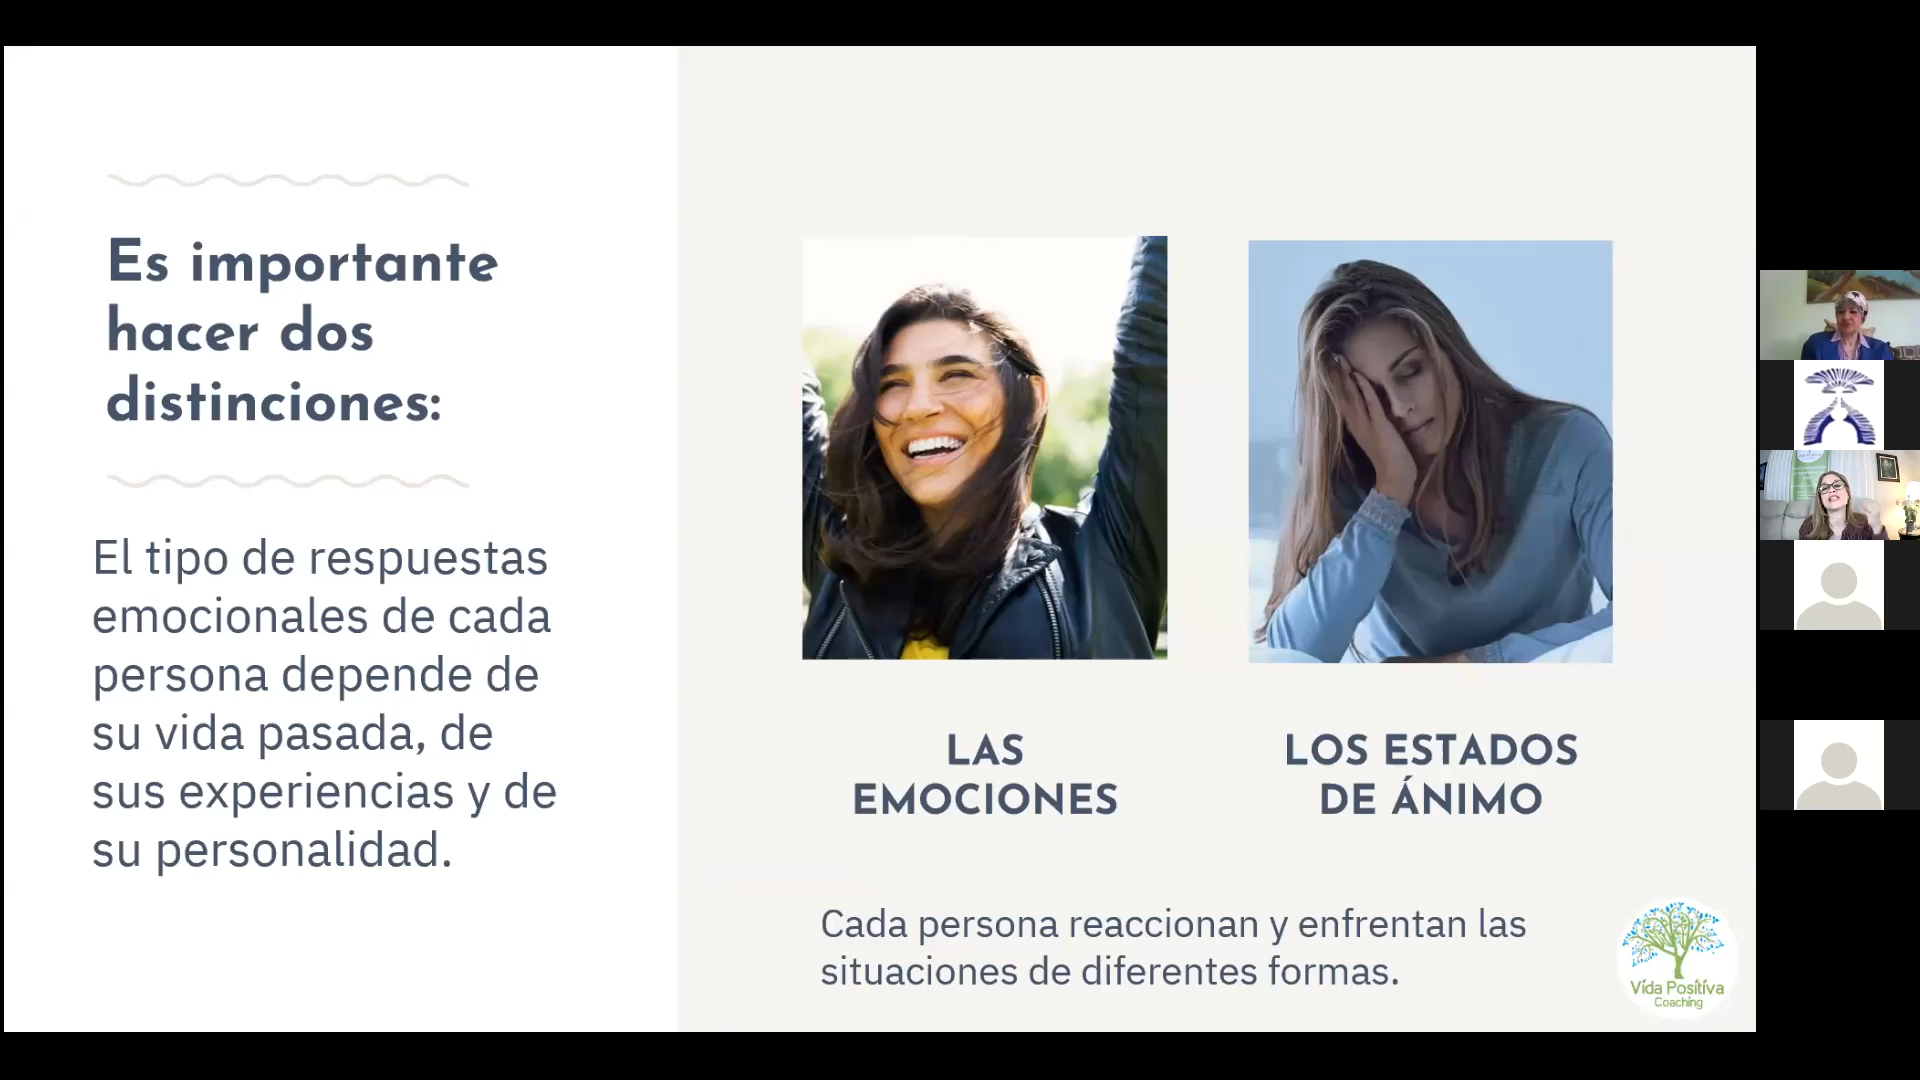 Es importante
hacer dos
distinciones:
El tipo de respuestas
emocionales de cada
persona depende de
su vida pasada, de
sus experiencias y de
su personalidad.
LAS
EMOCIONES
LOS ESTADOS
DE ÁNIMO
Cada persona reaccionan y enfrentan las
situaciones de diferentes formas.
Vida Positiva
Coaching